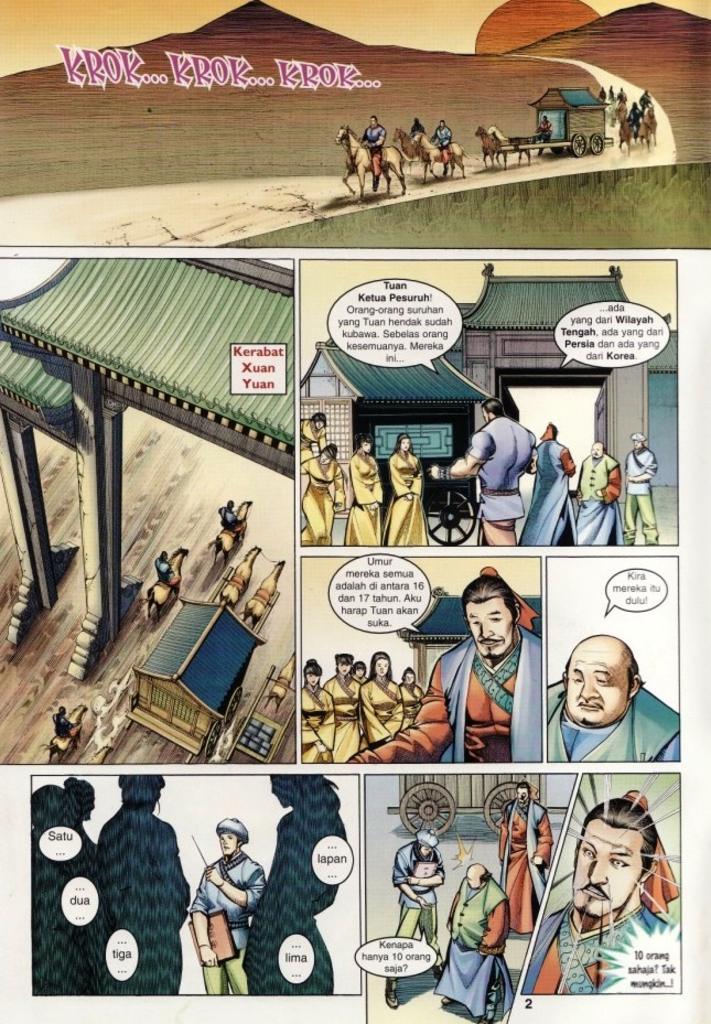 KROK... KROK... KROK...
Kerabat
Xuan
Yuan
Tuan
Ketua Pesuruh!
Orang-orang suruhan
yang Tuan hendak sudah
kubawa. Sebelas orang
kesemuanya. Mereka
ini...
...ada
yang dari Wilayah
Tengah, ada yang dari
Persia dan ada yang
dari Korea.
Umur
mereka semua
adalah di antara 16
dan 17 tahun. Aku
harap Tuan akan
suka.
Kira
mereka itu
dulu!
Satu
...
...
dua
...
...
tiga
...
...
lima
...
...
lapan
...
Kenapa
hanya 10 orang
saja?
10 orang
sahaja? Tak
mungkin...!
2